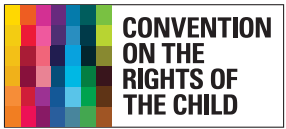 CONVENTION
ON THE
RIGHTS OF
THE CHILD